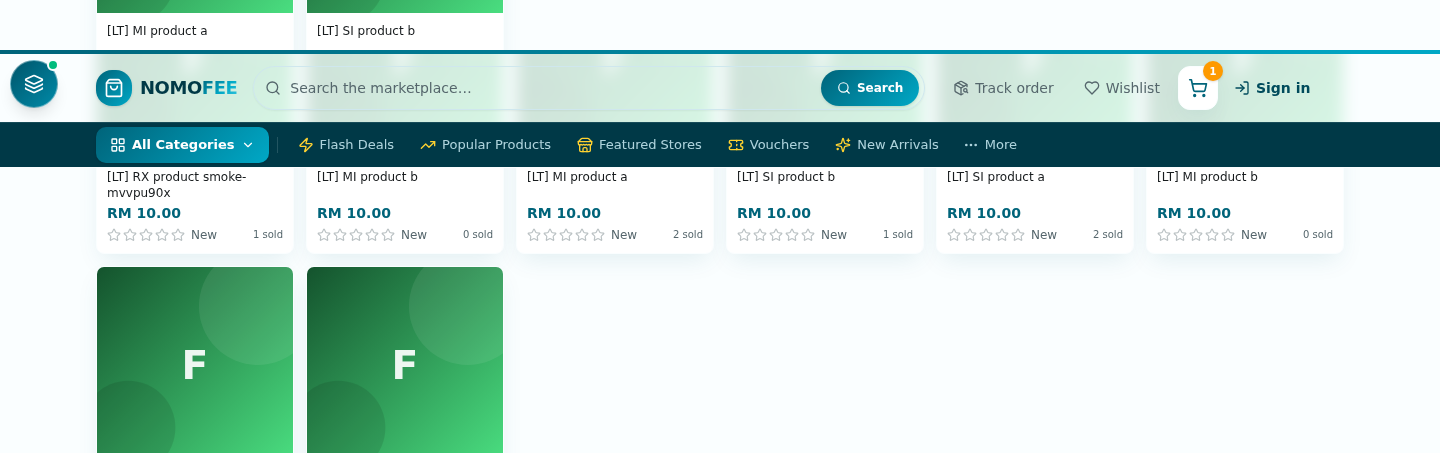 [LT] MI product a
[LT] SI product b
NOMOFEE
Search the marketplace...
Search
Track order
Wishlist
1
Sign in
All Categories
Flash Deals
Popular Products
Featured Stores
Vouchers
New Arrivals
More
[LT] RX product smoke-
mvvpu90x
RM 10.00
New
1 sold
[LT] MI product b
RM 10.00
New
0 sold
[LT] MI product a
RM 10.00
New
2 sold
[LT] SI product b
RM 10.00
New
1 sold
[LT] SI product a
RM 10.00
New
2 sold
[LT] MI product b
RM 10.00
New
0 sold
F
F